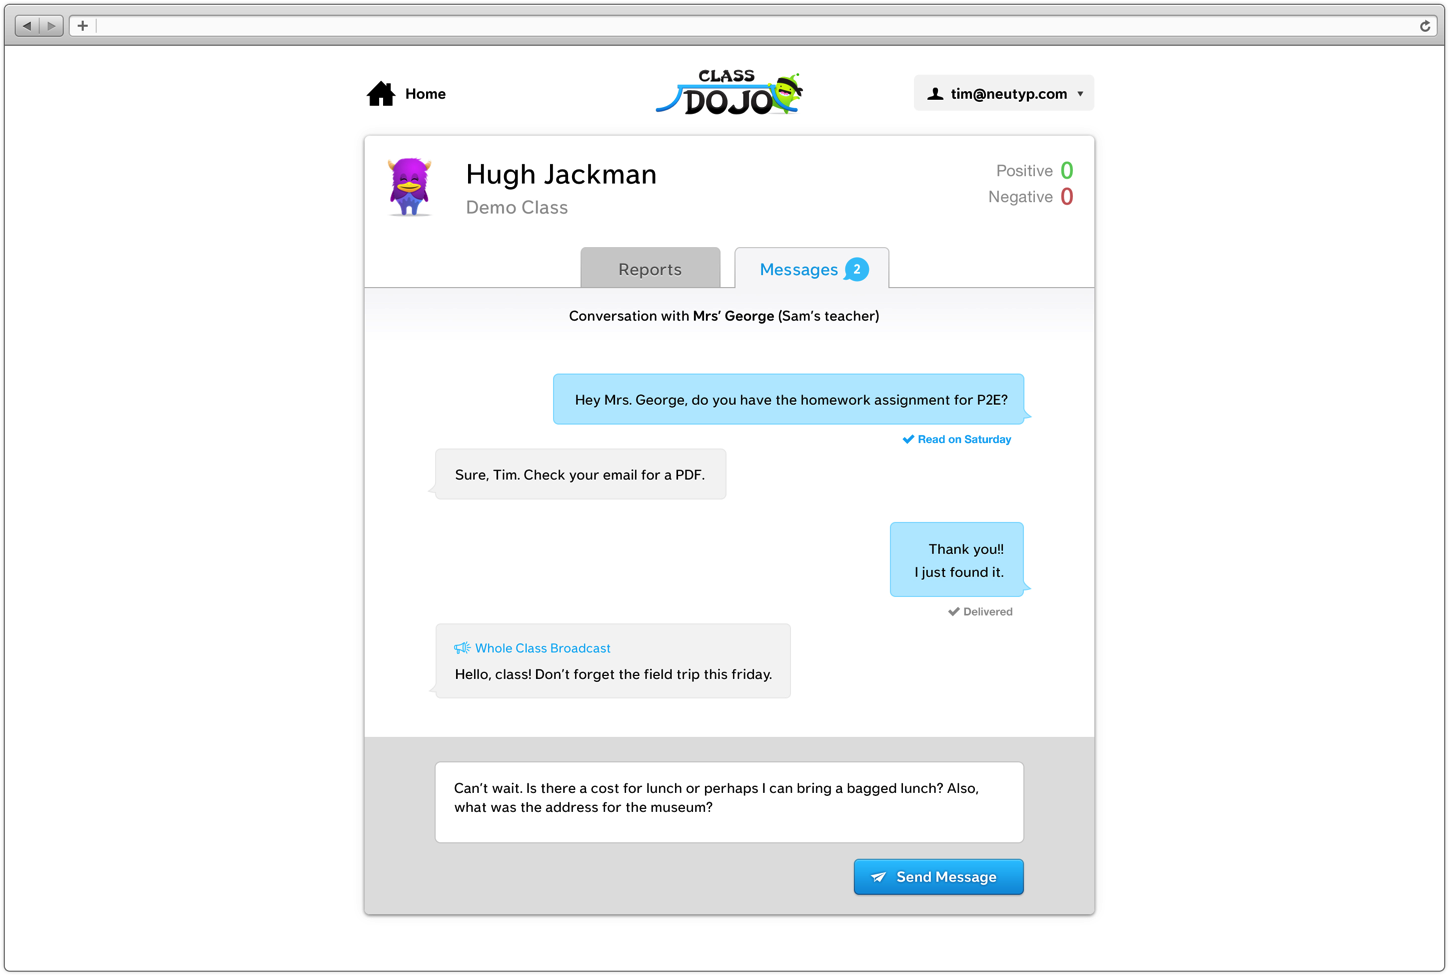 Home
CLASS
DOJO
tim@neutyp.com
Hugh Jackman
Demo Class
Positive 0
Negative 0
Reports
Messages 2
Conversation with Mrs’ George (Sam’s teacher)
Hey Mrs. George, do you have the homework assignment for P2E?
Read on Saturday
Sure, Tim. Check your email for a PDF.
Thank you!!
I just found it.
Delivered
Whole Class Broadcast
Hello, class! Don’t forget the field trip this friday.
Can’t wait. Is there a cost for lunch or perhaps I can bring a bagged lunch? Also,
what was the address for the museum?
Send Message